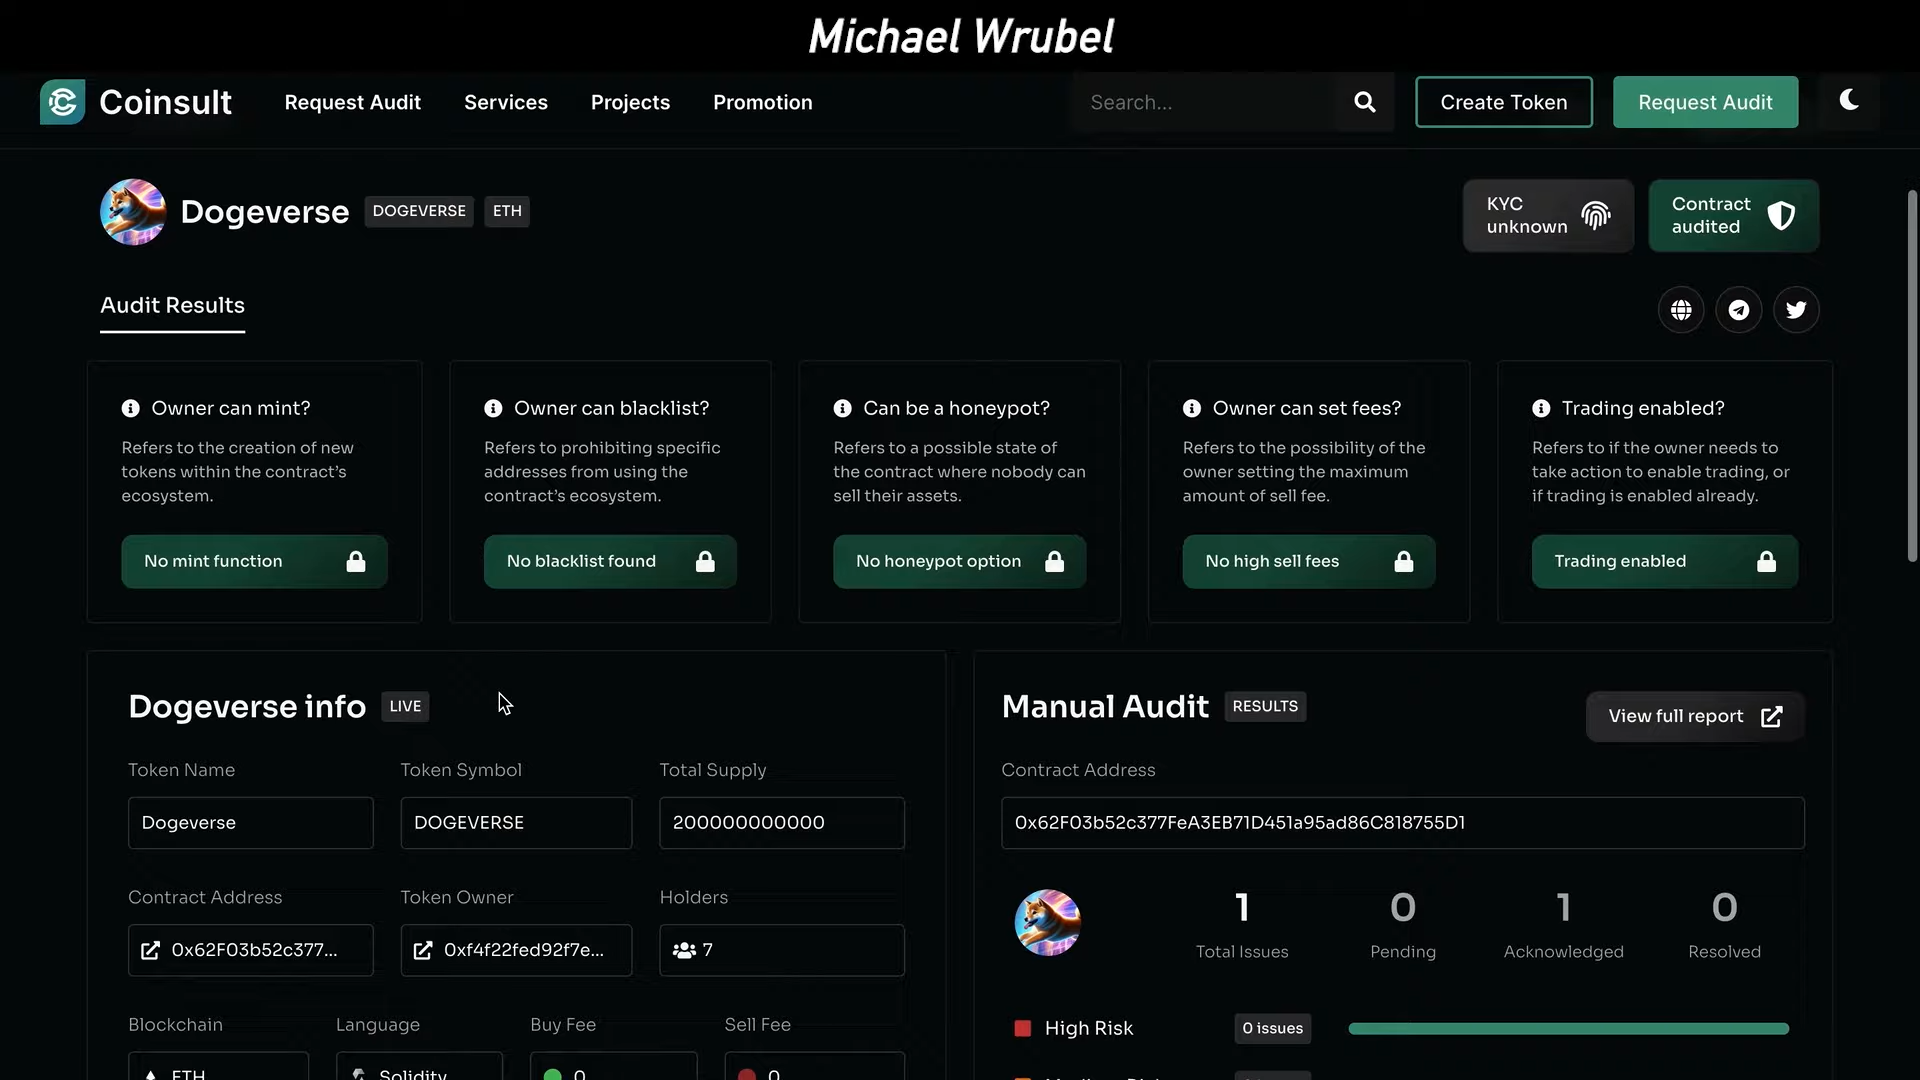 Michael Wrubel
Coinsult
Request Audit
Services
Projects
Promotion
Search...
Create Token
Request Audit
Dogeverse
DOGEVERSE
ETH
KYC
unknown
Contract
audited
Audit Results
Owner can mint?
Refers to the creation of new
tokens within the contract's
ecosystem.
No mint function
Owner can blacklist?
Refers to prohibiting specific
addresses from using the
contract's ecosystem.
No blacklist found
Can be a honeypot?
Refers to a possible state of
the contract where nobody can
sell their assets.
No honeypot option
Owner can set fees?
Refers to the possibility of the
owner setting the maximum
amount of sell fee.
No high sell fees
Trading enabled?
Refers to if the owner needs to
take action to enable trading, or
if trading is enabled already.
Trading enabled
Dogeverse info
LIVE
Token Name
Dogeverse
Token Symbol
DOGEVERSE
Total Supply
200000000000
Contract Address
0x62F03b52c377...
Token Owner
0xf4f22fed92f7e...
Holders
7
Blockchain
ETH
Language
Solidity
Buy Fee
0
Sell Fee
0
Manual Audit
RESULTS
View full report
Contract Address
0x62F03b52c377FeA3EB71D451a95ad86C818755D1
1
Total Issues
0
Pending
1
Acknowledged
0
Resolved
High Risk
0 issues